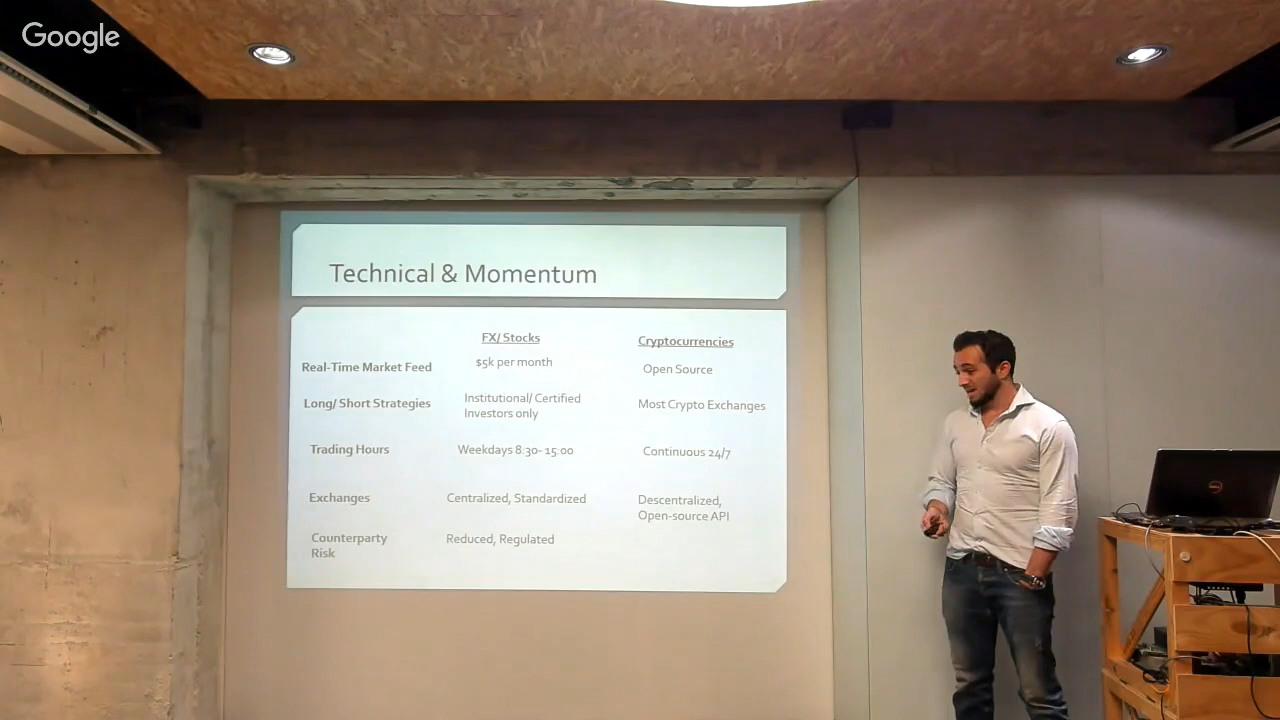 Google
Technical & Momentum
FX/ Stocks
Cryptocurrencies
Real-Time Market Feed
$5k per month
Open Source
Long/ Short Strategies
Institutional/ Certified
Investors only
Most Crypto Exchanges
Trading Hours
Weekdays 8:30- 15:00
Continuous 24/7
Exchanges
Centralized, Standardized
Descentralized,
Open-source API
Counterparty
Risk
Reduced, Regulated